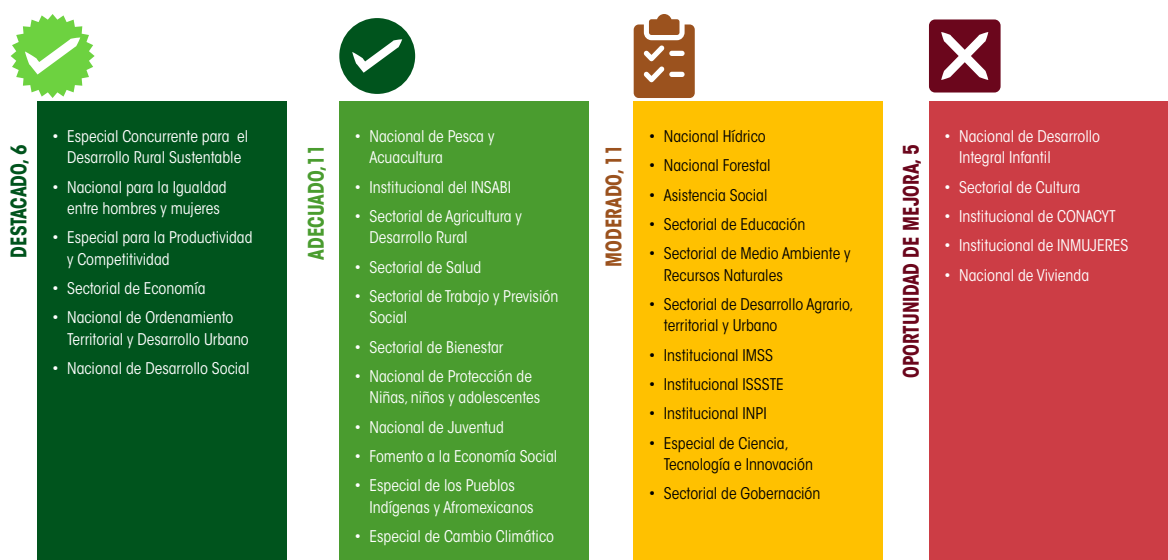 DESTACADO, 6
• Especial Concurrente para el
Desarrollo Rural Sustentable
• Nacional para la Igualdad
entre hombres y mujeres
• Especial para la Productividad
y Competitividad
• Sectorial de Economía
• Nacional de Ordenamiento
Territorial y Desarrollo Urbano
• Nacional de Desarrollo Social
ADECUADO, 11
• Nacional de Pesca y
Acuacultura
• Institucional del INSABI
• Sectorial de Agricultura y
Desarrollo Rural
• Sectorial de Salud
• Sectorial de Trabajo y Previsión
Social
• Sectorial de Bienestar
• Nacional de Protección de
Niñas, niños y adolescentes
• Nacional de Juventud
• Fomento a la Economía Social
• Especial de los Pueblos
Indígenas y Afromexicanos
• Especial de Cambio Climático
MODERADO, 11
• Nacional Hídrico
• Nacional Forestal
• Asistencia Social
• Sectorial de Educación
• Sectorial de Medio Ambiente y
Recursos Naturales
• Sectorial de Desarrollo Agrario,
territorial y Urbano
• Institucional IMSS
• Institucional ISSSTE
• Institucional INPI
• Especial de Ciencia,
Tecnología e Innovación
• Sectorial de Gobernación
OPORTUNIDAD DE MEJORA, 5
• Nacional de Desarrollo
Integral Infantil
• Sectorial de Cultura
• Institucional de CONACYT
• Institucional de INMUJERES
• Nacional de Vivienda